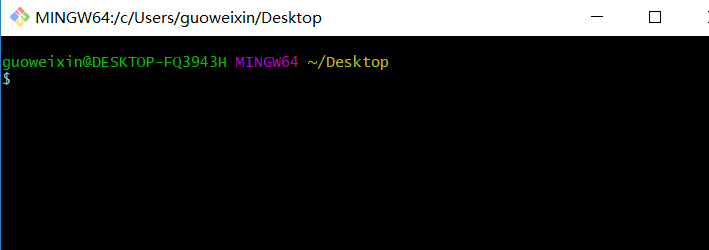 MINGW64:/c/Users/guoweixin/Desktop
guoweixin@DESKTOP-FQ3943H MINGW64 ~/Desktop
$